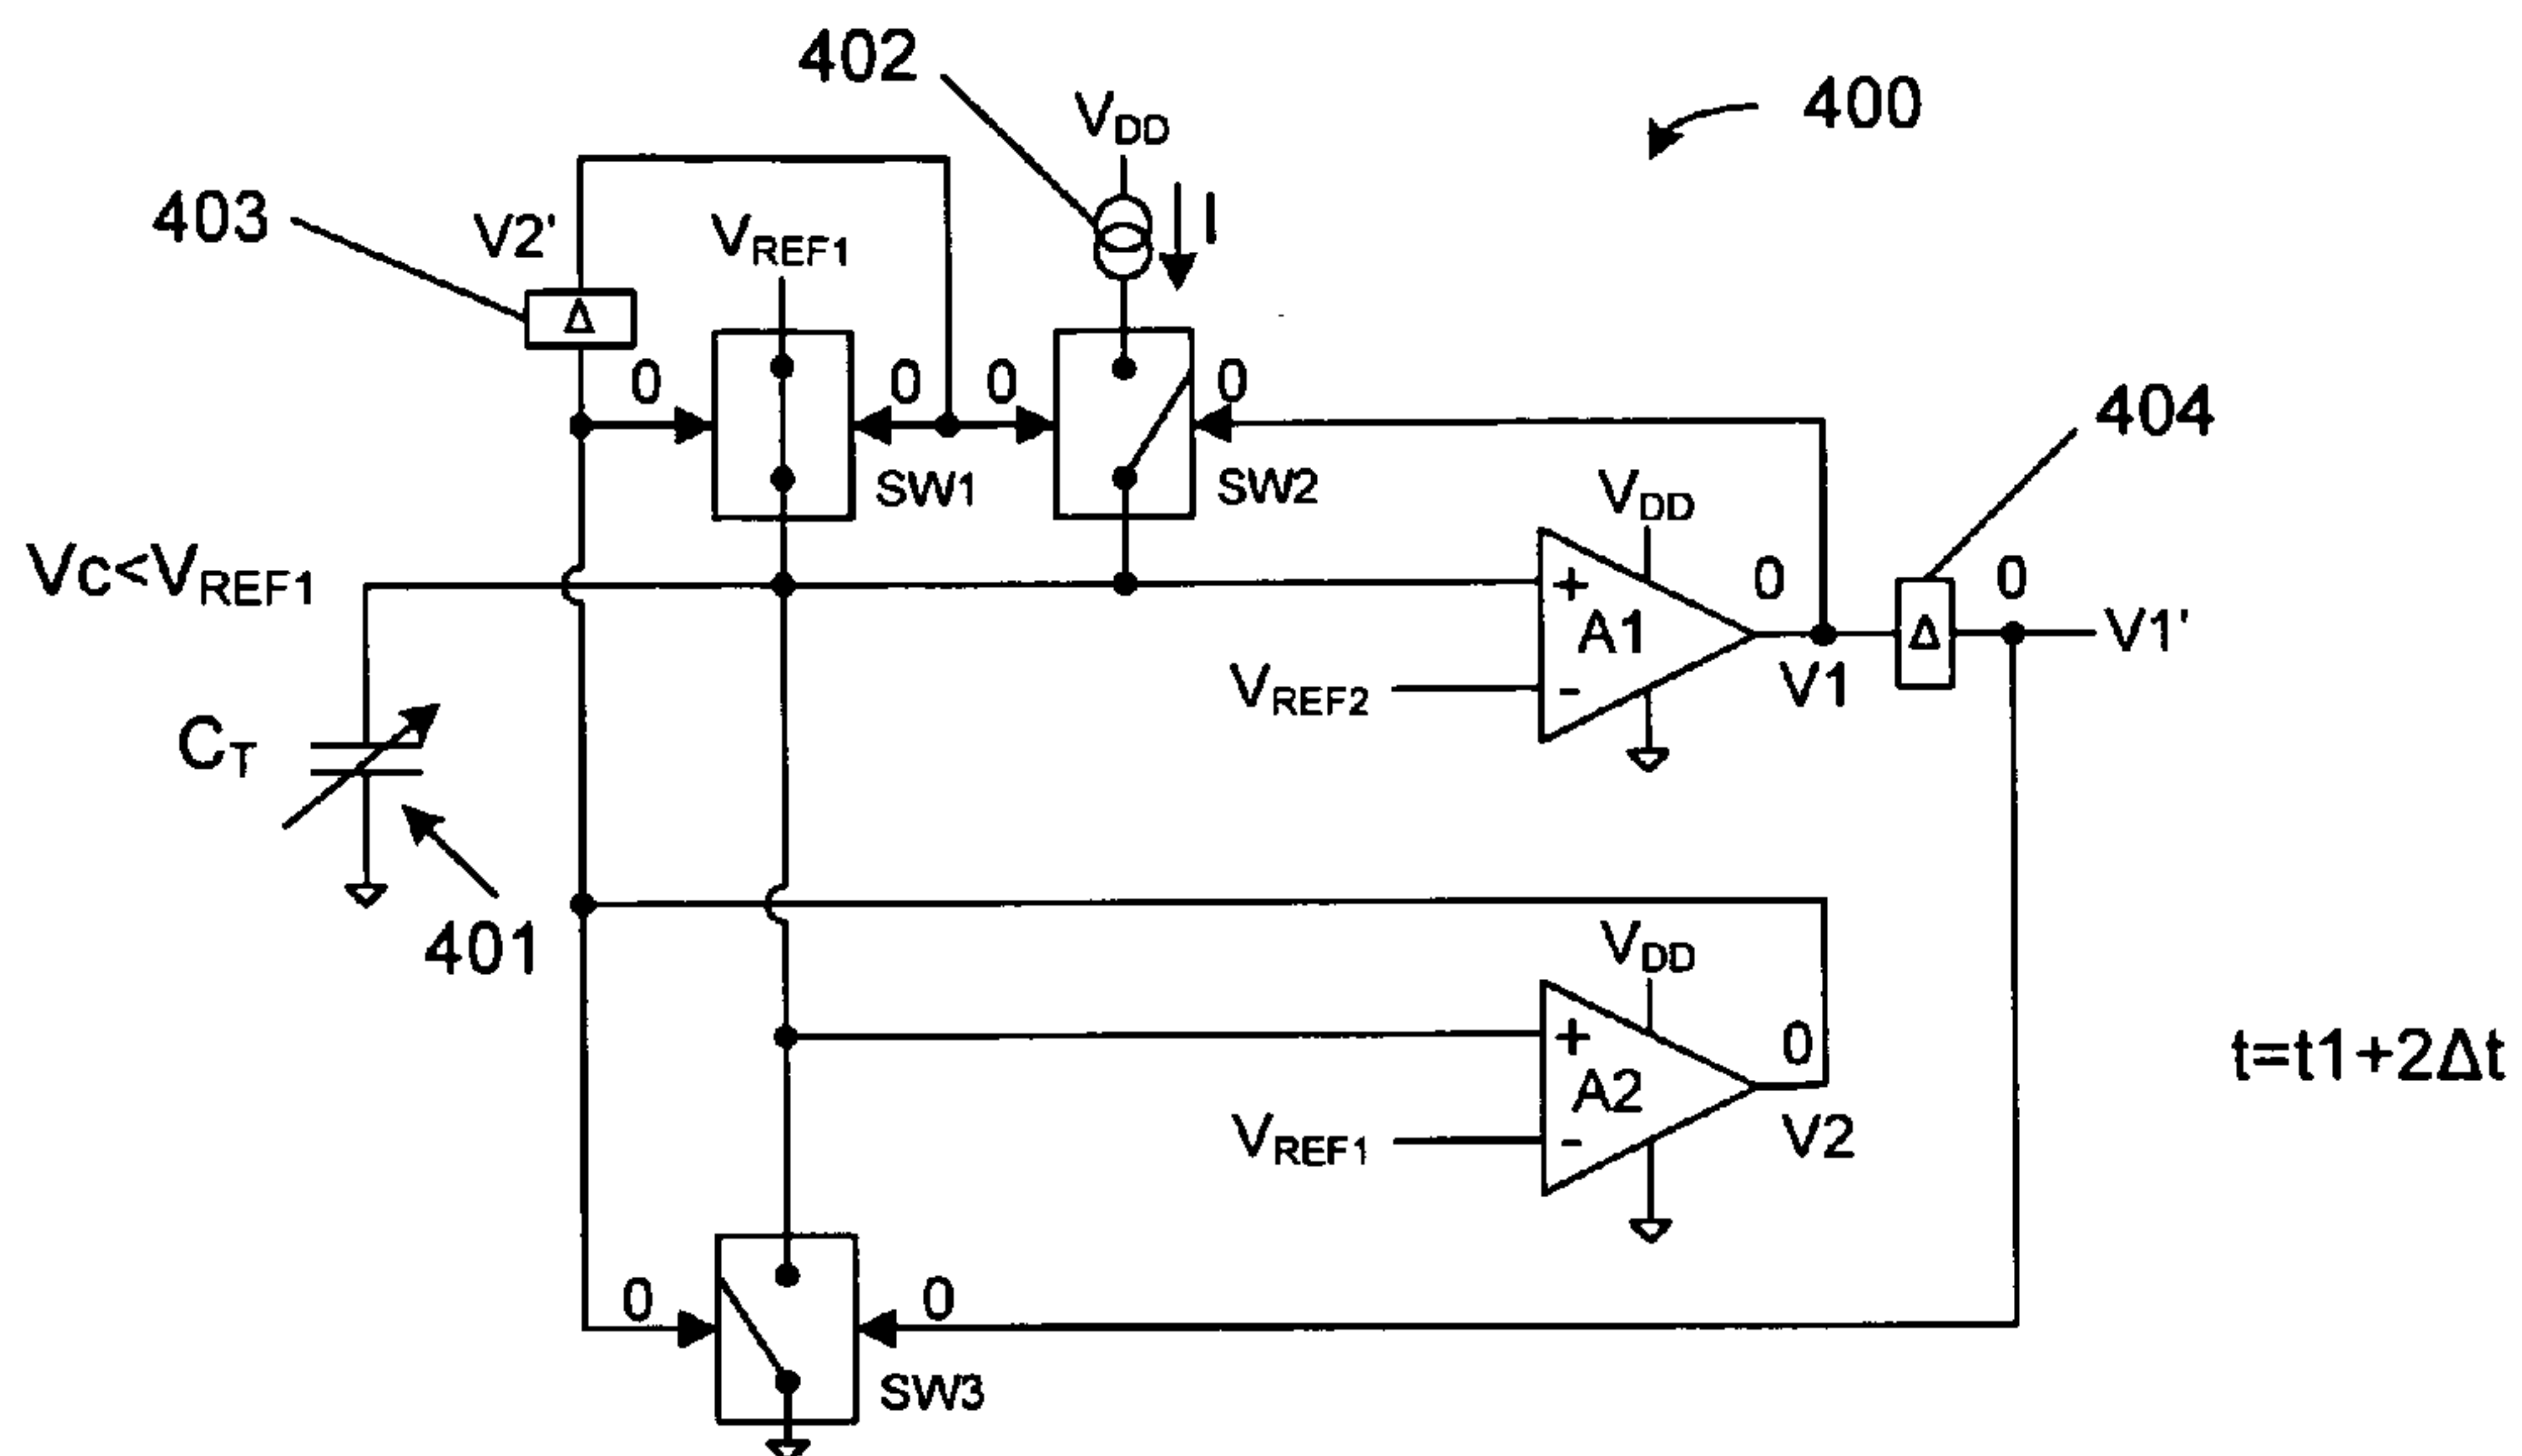 402
400
VDD
403
V2'
VREF1
I
Δ
0
0
0
0
404
SW1
SW2
VDD
Vc<VREF1
+
A1
-
0
Δ
0
V1'
VREF2
V1
CT
401
VDD
+
A2
-
0
t=t1+2Δt
VREF1
V2
0
0
SW3